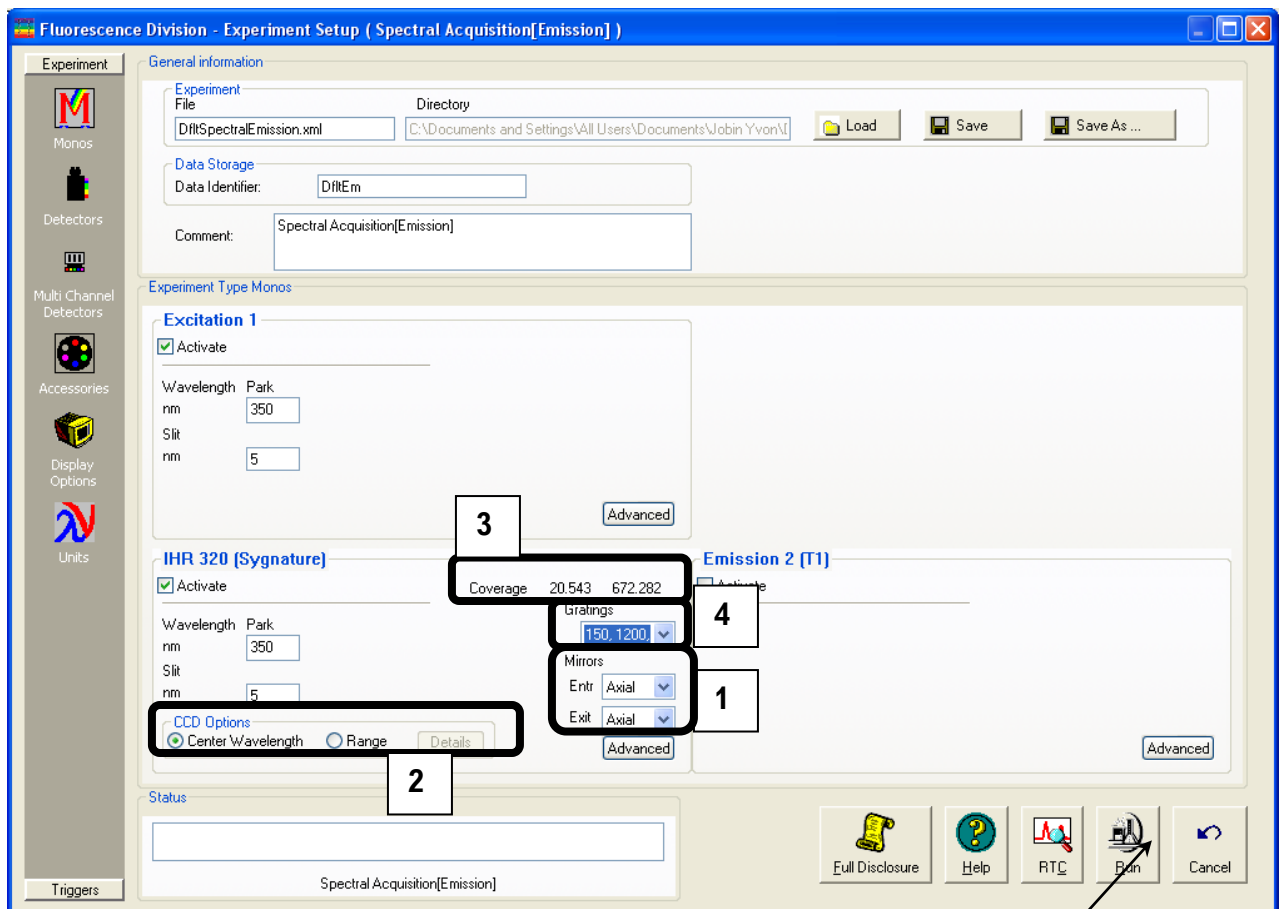 Fluorescence Division - Experiment Setup ( Spectral Acquisition[Emission] )
Experiment
Monos
Detectors
Multi Channel
Detectors
Accessories
Display
Options
Units
Triggers
General information
Experiment
File Directory
DfltSpectralEmission.xml C:\Documents and Settings\All Users\Documents\Jobin Yvon\ Load Save Save As ...
Data Storage
Data Identifier: DfltEm
Comment: Spectral Acquisition[Emission]
Experiment Type Monos
Excitation 1
Activate
Wavelength Park
nm 350
Slit
nm 5
Advanced
3
IHR 320 (Sygnature)
Activate
Coverage 20.543 672.282
Wavelength Park
nm 350
Slit
nm 5
Gratings
150, 1200,
4
Mirrors
Entr Axial
Exit Axial
1
CCD Options
Center Wavelength Range Details
2
Advanced
Emission 2 (T1)
Activate
Advanced
Status
Spectral Acquisition[Emission]
Full Disclosure Help RTC Run Cancel